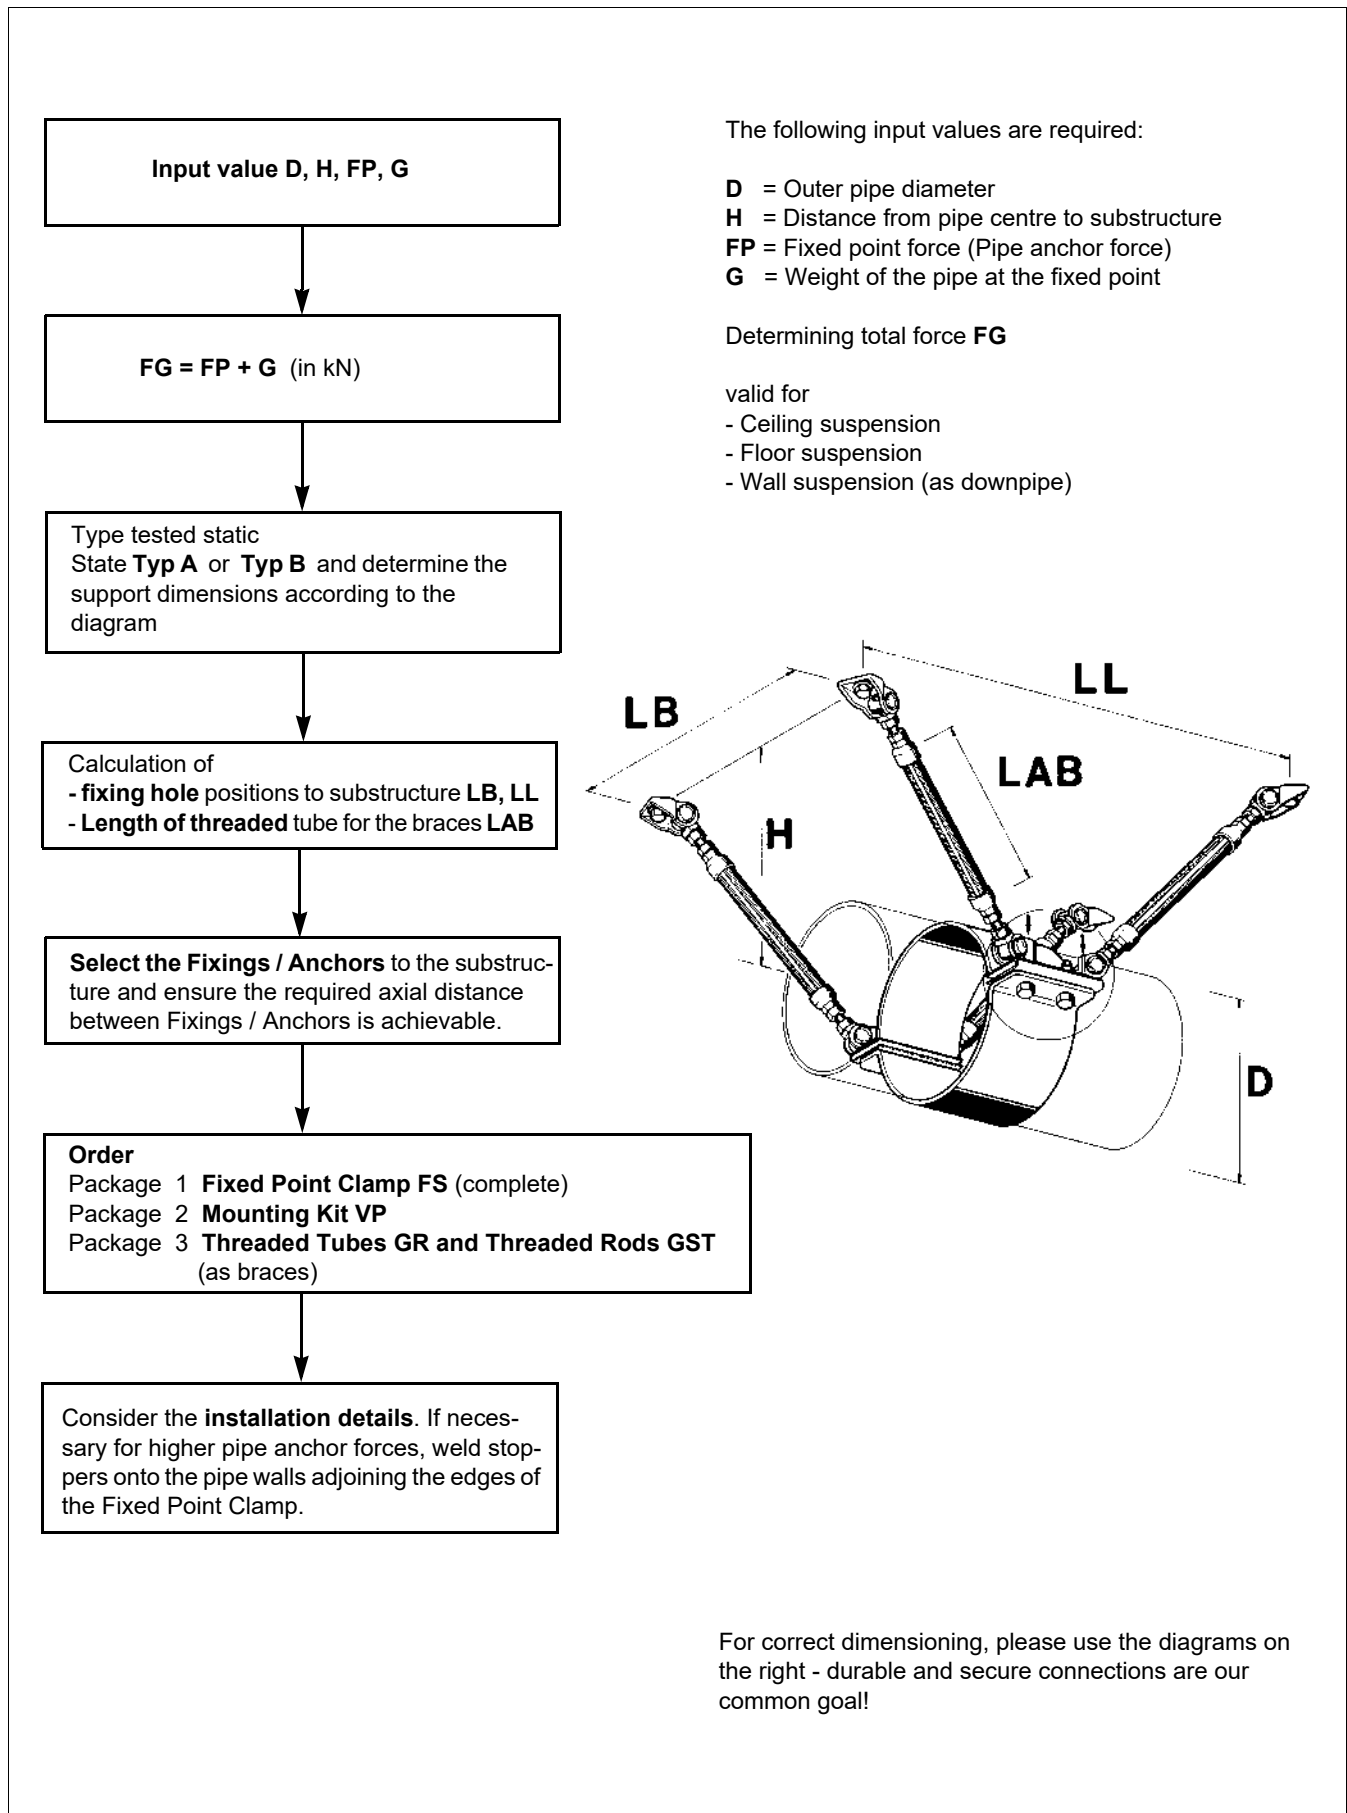 Input value D, H, FP, G
FG = FP + G (in kN)
Type tested static
State Typ A or Typ B and determine the
support dimensions according to the
diagram
Calculation of
- fixing hole positions to substructure LB, LL
- Length of threaded tube for the braces LAB
Select the Fixings / Anchors to the substruc-
ture and ensure the required axial distance
between Fixings / Anchors is achievable.
Order
Package 1 Fixed Point Clamp FS (complete)
Package 2 Mounting Kit VP
Package 3 Threaded Tubes GR and Threaded Rods GST
(as braces)
Consider the installation details. If neces-
sary for higher pipe anchor forces, weld stop-
pers onto the pipe walls adjoining the edges of
the Fixed Point Clamp.
The following input values are required:
D = Outer pipe diameter
H = Distance from pipe centre to substructure
FP = Fixed point force (Pipe anchor force)
G = Weight of the pipe at the fixed point
Determining total force FG
valid for
- Ceiling suspension
- Floor suspension
- Wall suspension (as downpipe)
LB
LL
LAB
H
D
For correct dimensioning, please use the diagrams on
the right - durable and secure connections are our
common goal!